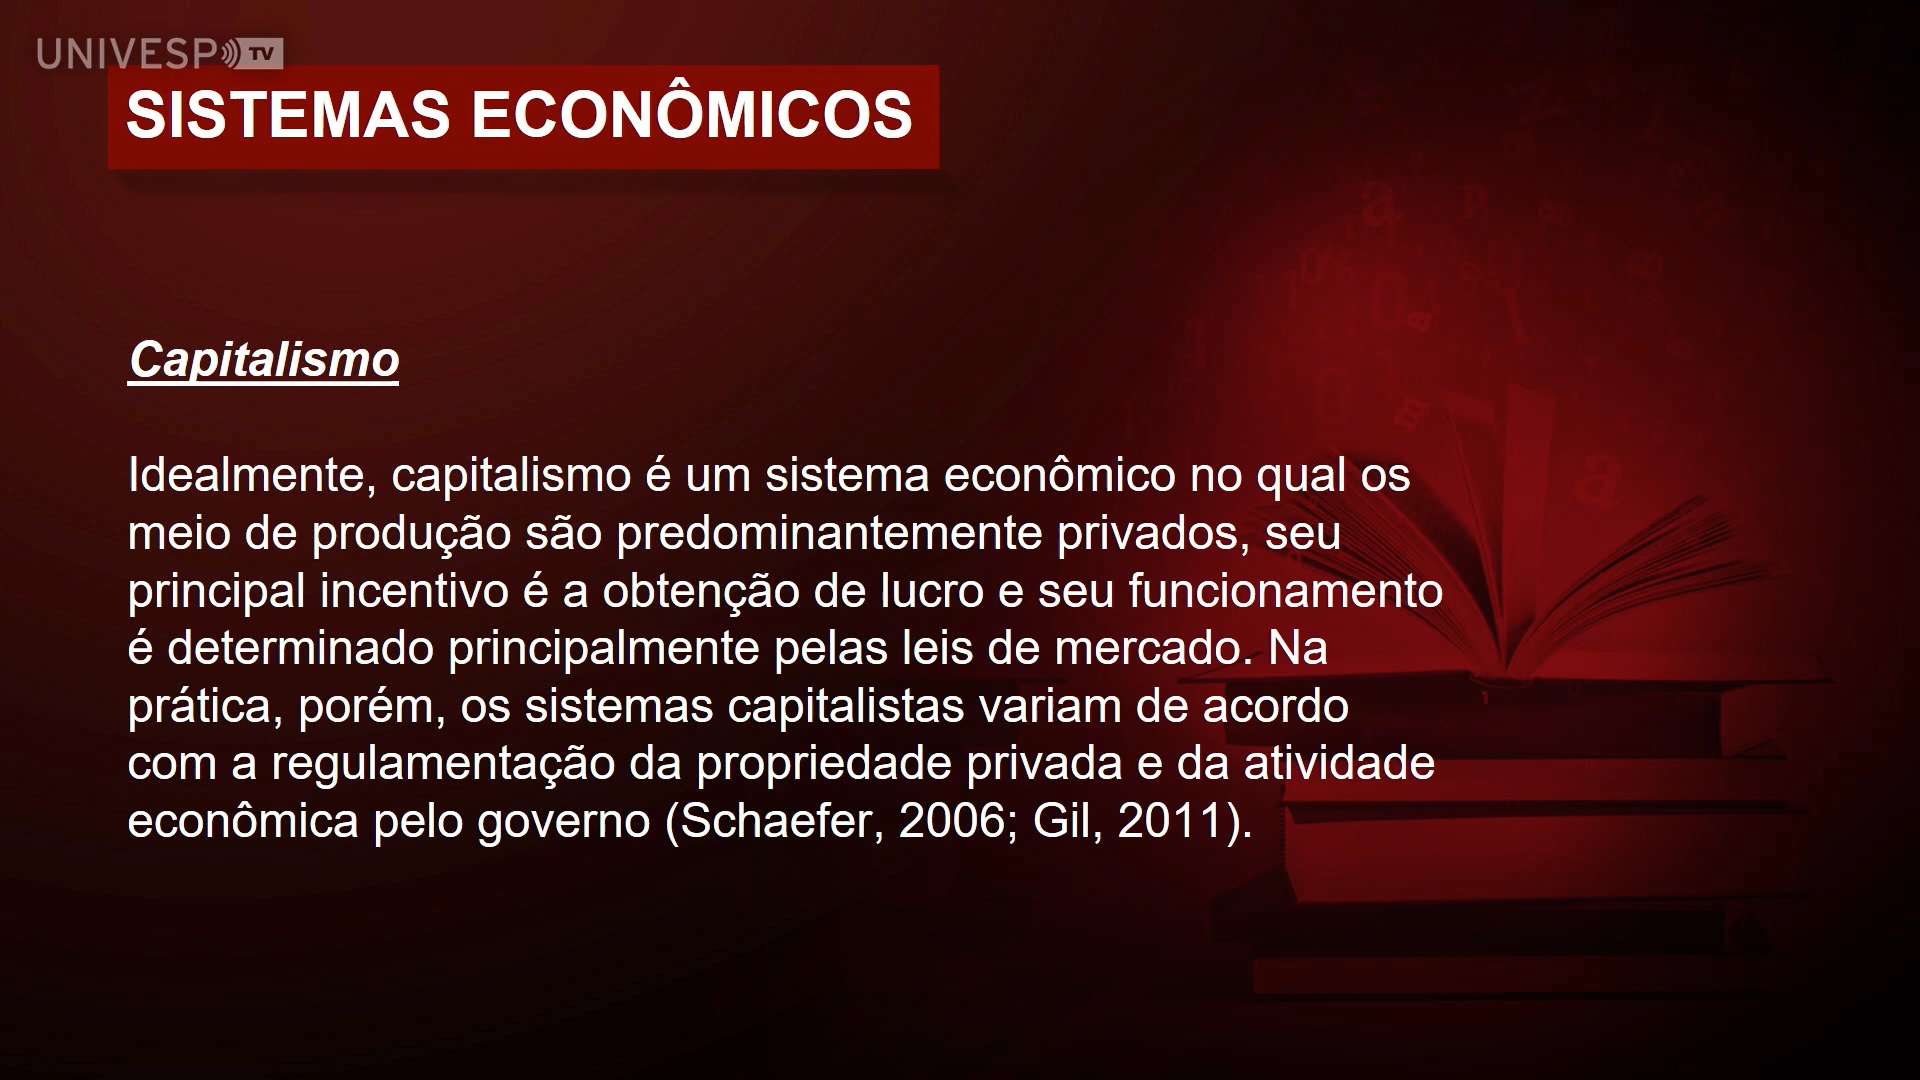 UNIVESP TV
SISTEMAS ECONÔMICOS
Capitalismo
Idealmente, capitalismo é um sistema econômico no qual os
meio de produção são predominantemente privados, seu
principal incentivo é a obtenção de lucro e seu funcionamento
é determinado principalmente pelas leis de mercado. Na
prática, porém, os sistemas capitalistas variam de acordo
com a regulamentação da propriedade privada e da atividade
econômica pelo governo (Schaefer, 2006; Gil, 2011).